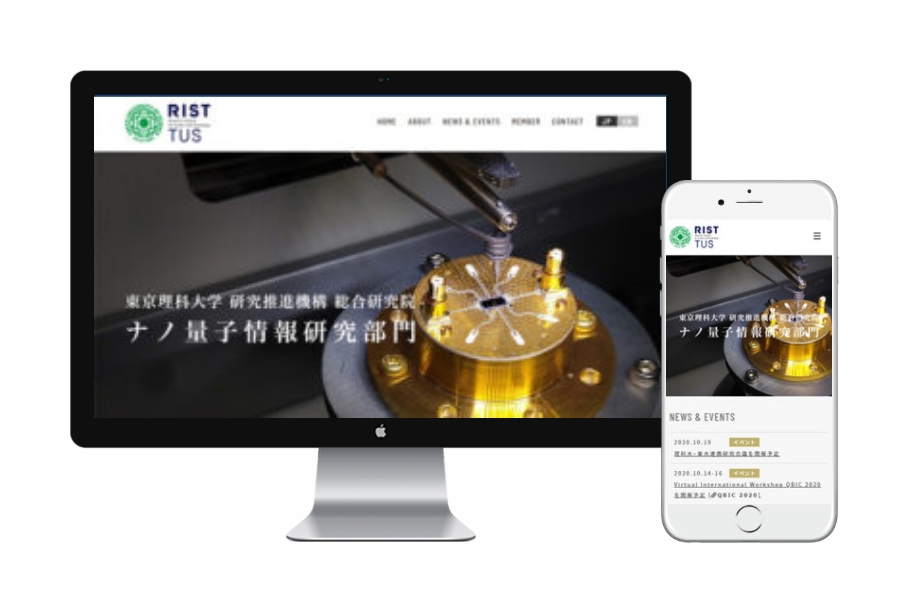 RIST
TUS
HOME ABOUT NEWS & EVENTS MEMBER CONTACT JP EN
東京理科大学 研究推進機構 総合研究院
ナノ量子情報研究部門
RIST
TUS
東京理科大学 研究推進機構 総合研究院
ナノ量子情報研究部門
NEWS & EVENTS
2020.10.19 イベント
理科大-東大連携研究会議を開催予定
2020.10.14-16 イベント
Virtual International Workshop QBIC 2020
を開催予定 [QBIC 2020]